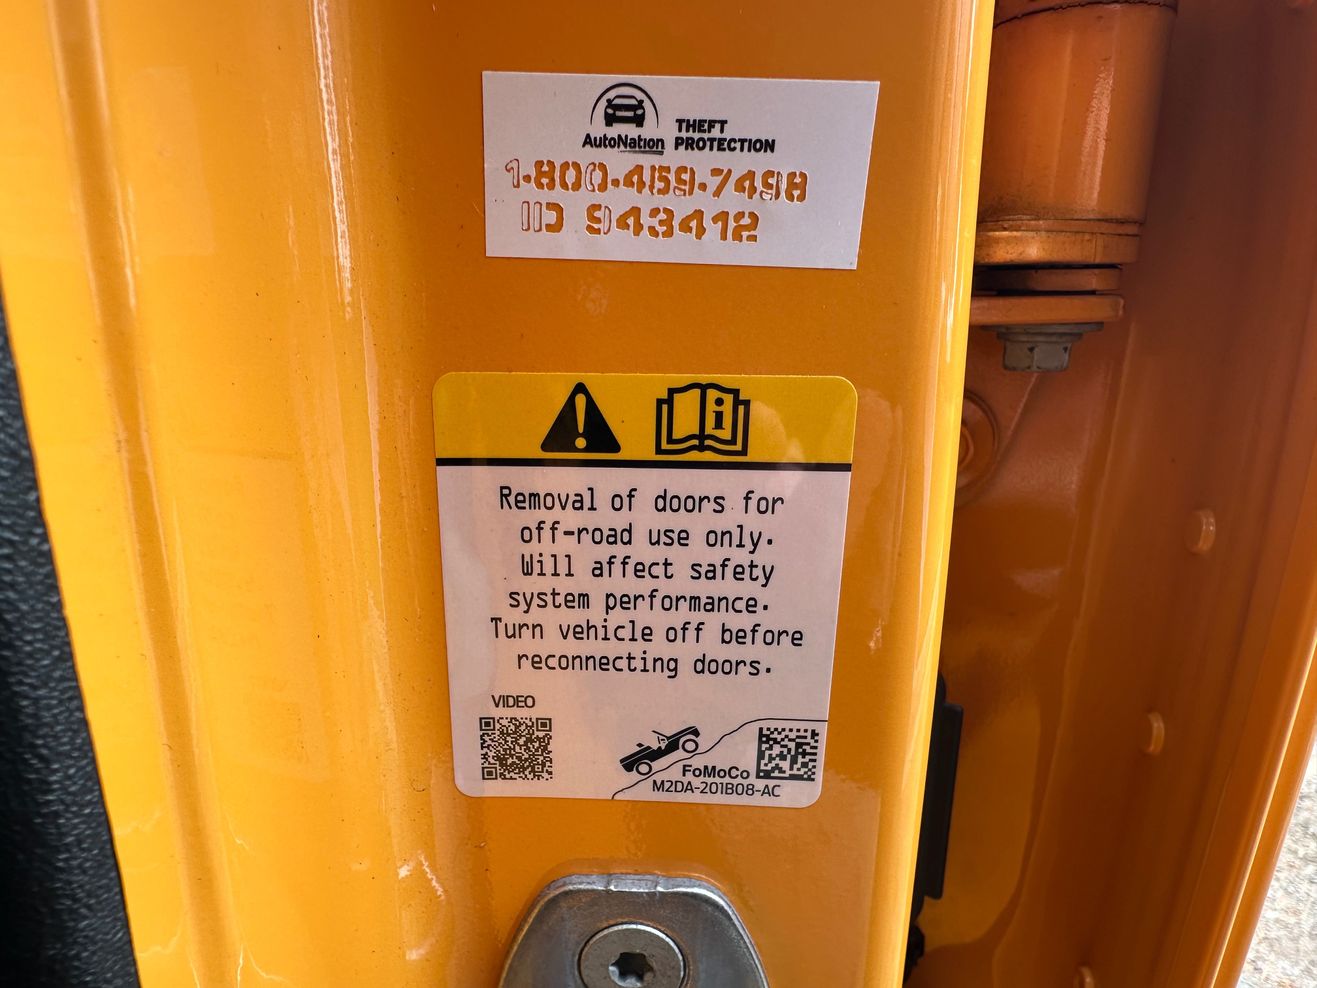 AutoNation THEFT PROTECTION
1-800-459-7498
ID 943412
Removal of doors for
off-road use only.
Will affect safety
system performance.
Turn vehicle off before
reconnecting doors.
VIDEO
FoMoCo
M2DA-201B08-AC